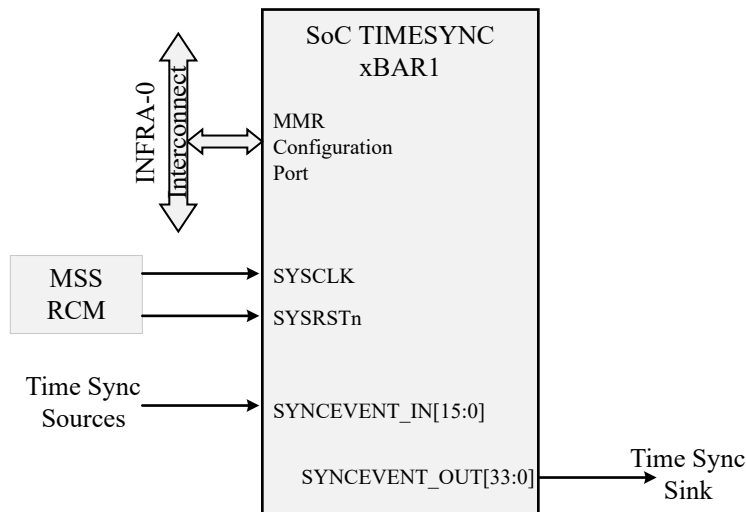 SoC TIMESYNC
xBAR1
INFRA-0
Interconnect
MMR
Configuration
Port
MSS
RCM
SYSCLK
SYSRSTn
Time Sync
Sources
SYNCEVENT_IN[15:0]
SYNCEVENT_OUT[33:0]
Time Sync
Sink